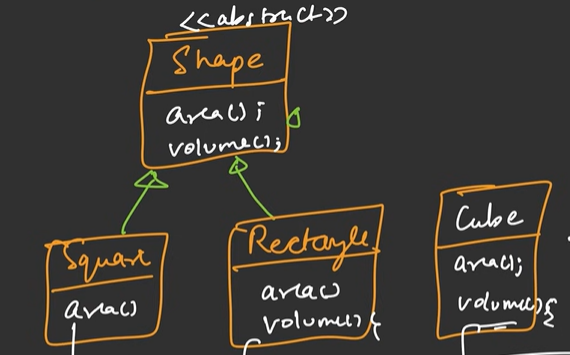 <<abstract>>
Shape
area();
volume();
Square
area()
Rectangle
area()
volume() {
Cube
area();
volume() {